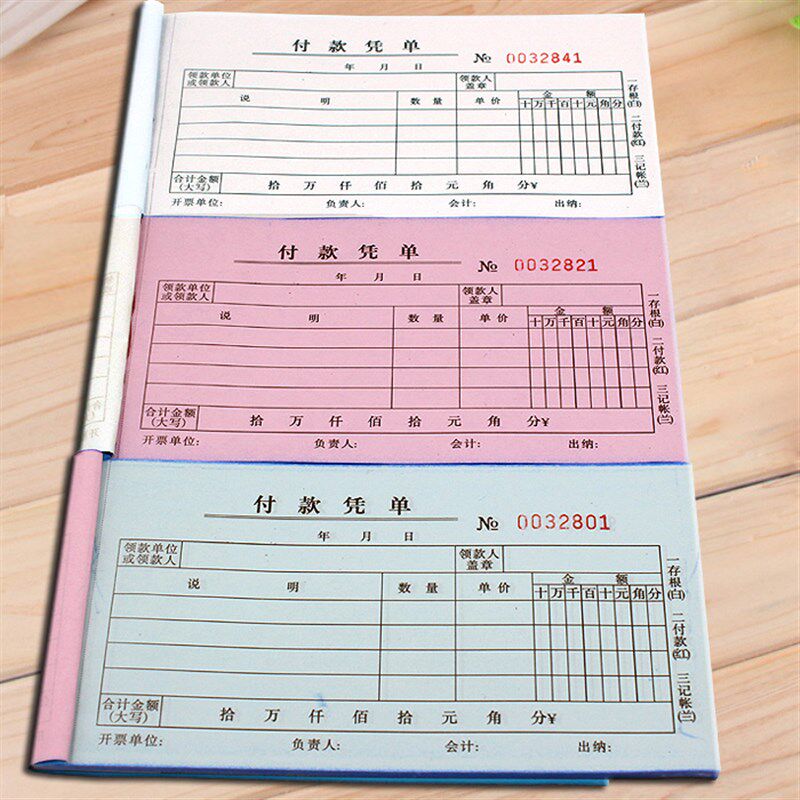 付款凭单
年 月 日 № 0032841
领款单位或领款人 领款人盖章
说 明 数量 单价 金额
十万千百十元角分
合计金额(大写) 拾 万 仟 佰 拾 元 角 分¥
开票单位: 负责人: 会计: 出纳:
一存根(白) 二付款(红) 三记帐(兰)
付款凭单
年 月 日 № 0032821
领款单位或领款人 领款人盖章
说 明 数量 单价 金额
十万千百十元角分
合计金额(大写) 拾 万 仟 佰 拾 元 角 分¥
开票单位: 负责人: 会计: 出纳:
一存根(白) 二付款(红) 三记帐(兰)
付款凭单
年 月 日 № 0032801
领款单位或领款人 领款人盖章
说 明 数量 单价 金额
十万千百十元角分
合计金额(大写) 拾 万 仟 佰 拾 元 角 分¥
开票单位: 负责人: 会计: 出纳:
一存根(白) 二付款(红) 三记帐(兰)